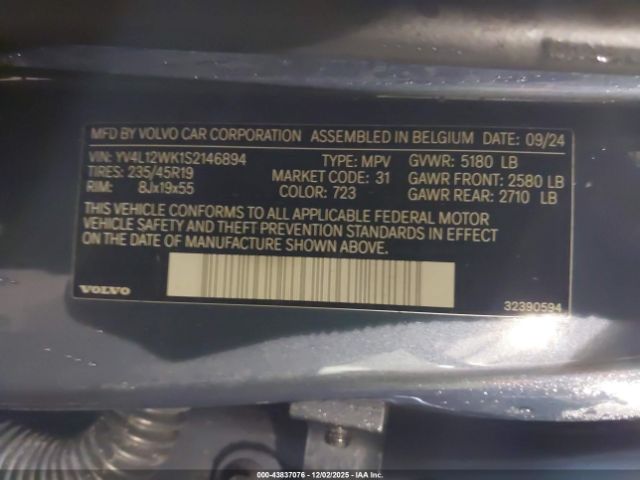 MFD BY VOLVO CAR CORPORATION ASSEMBLED IN BELGIUM DATE: 09/24
VIN: YV4L12WK1S2146894 TYPE: MPV GVWR: 5180 LB
TIRES: 235/45R19 MARKET CODE: 31 GAWR FRONT: 2580 LB
RIM: 8Jx19x55 COLOR: 723 GAWR REAR: 2710 LB
THIS VEHICLE CONFORMS TO ALL APPLICABLE FEDERAL MOTOR
VEHICLE SAFETY AND THEFT PREVENTION STANDARDS IN EFFECT
ON THE DATE OF MANUFACTURE SHOWN ABOVE.
VOLVO 32390594
000-43837076 • 12/02/2025 • IAA Inc.